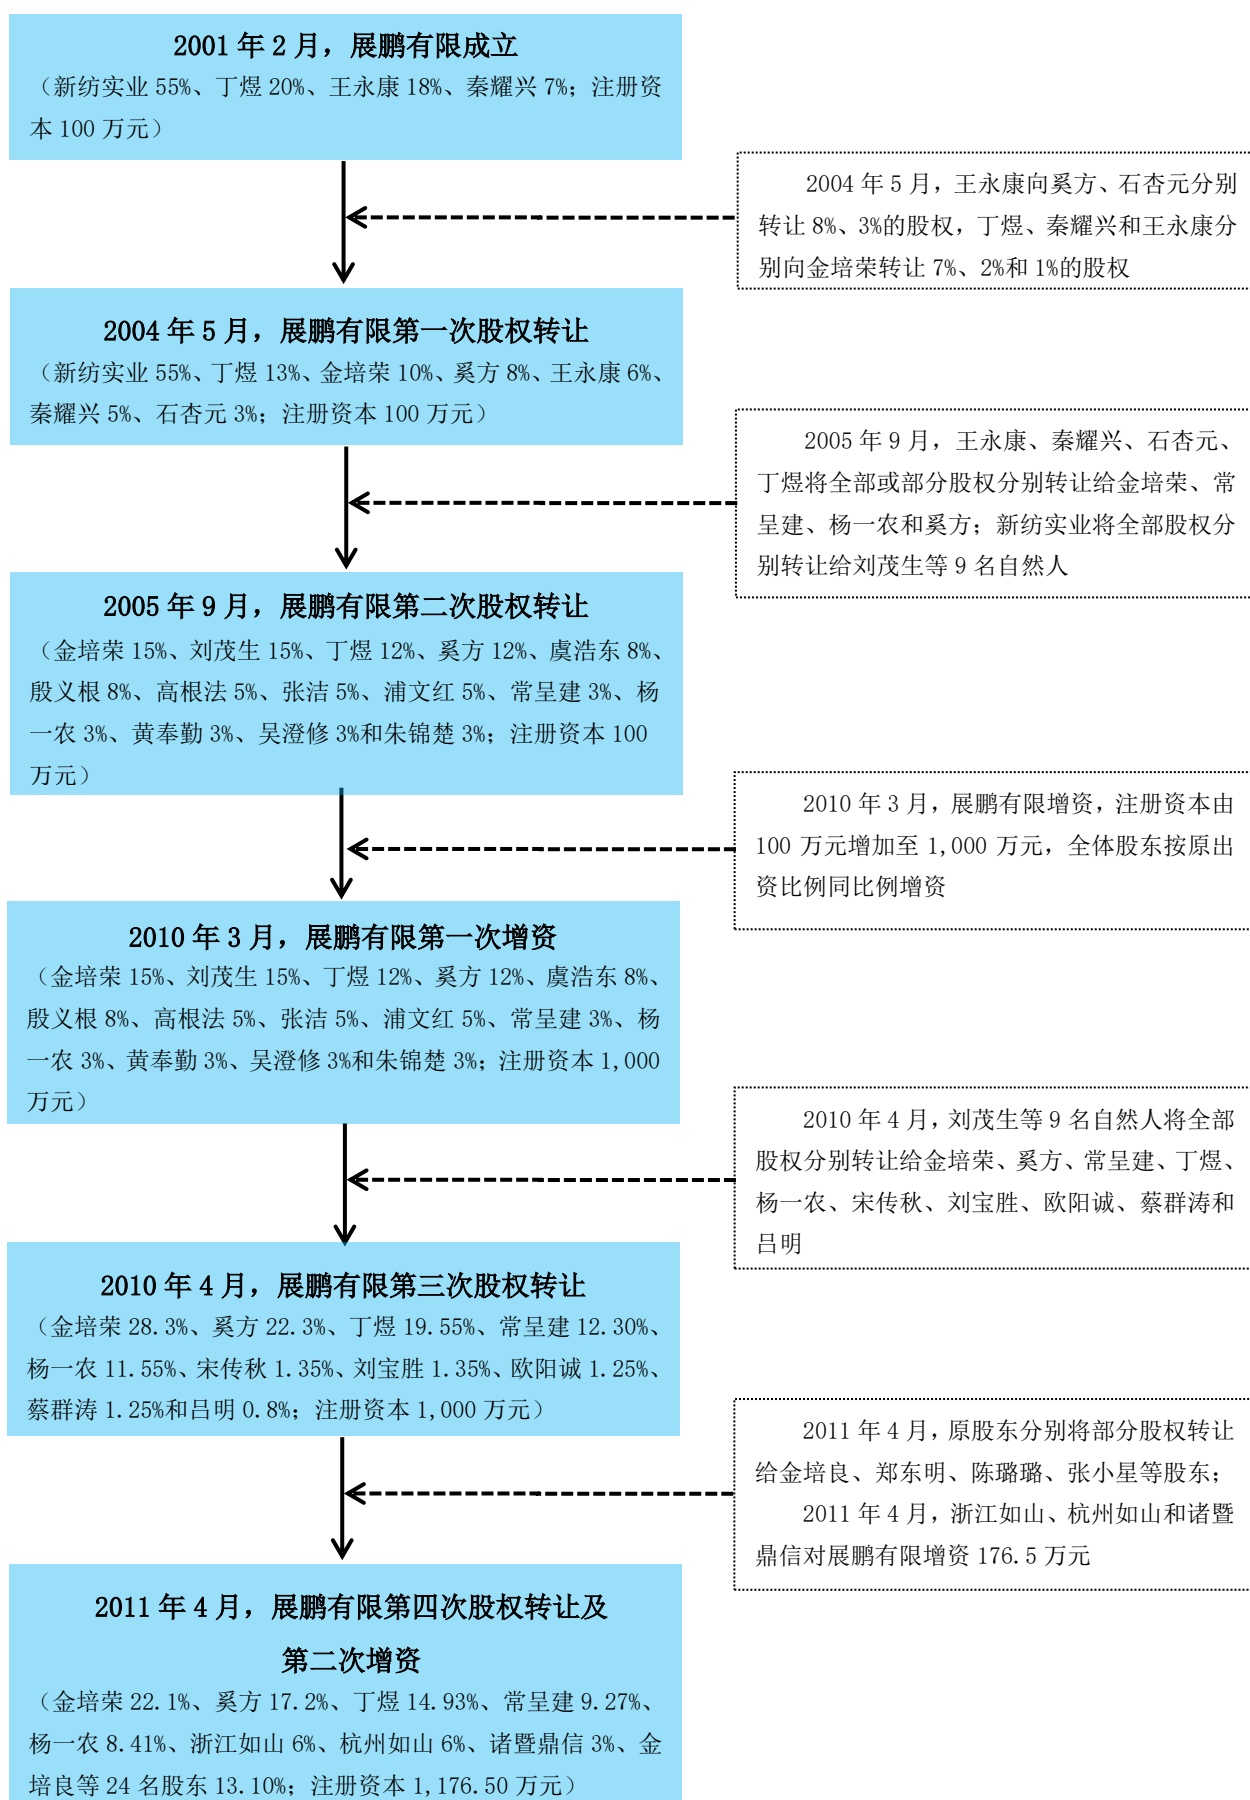 2001 年 2 月，展鹏有限成立
（新纺实业 55%、丁煜 20%、王永康 18%、秦耀兴 7%；注册资
本 100 万元）
2004 年 5 月，王永康向奚方、石杏元分别
转让 8%、3%的股权，丁煜、秦耀兴和王永康分
别向金培荣转让 7%、2%和 1%的股权
2004 年 5 月，展鹏有限第一次股权转让
（新纺实业 55%、丁煜 13%、金培荣 10%、奚方 8%、王永康 6%、
秦耀兴 5%、石杏元 3%；注册资本 100 万元）
2005 年 9 月，王永康、秦耀兴、石杏元、
丁煜将全部或部分股权分别转让给金培荣、常
呈建、杨一农和奚方；新纺实业将全部股权分
别转让给刘茂生等 9 名自然人
2005 年 9 月，展鹏有限第二次股权转让
（金培荣 15%、刘茂生 15%、丁煜 12%、奚方 12%、虞浩东 8%、
殷义根 8%、高根法 5%、张洁 5%、浦文红 5%、常呈建 3%、杨
一农 3%、黄奉勤 3%、吴澄修 3%和朱锦楚 3%；注册资本 100
万元）
2010 年 3 月，展鹏有限增资，注册资本由
100 万元增加至 1,000 万元，全体股东按原出
资比例同比例增资
2010 年 3 月，展鹏有限第一次增资
（金培荣 15%、刘茂生 15%、丁煜 12%、奚方 12%、虞浩东 8%、
殷义根 8%、高根法 5%、张洁 5%、浦文红 5%、常呈建 3%、杨
一农 3%、黄奉勤 3%、吴澄修 3%和朱锦楚 3%；注册资本 1,000
万元）
2010 年 4 月，刘茂生等 9 名自然人将全部
股权分别转让给金培荣、奚方、常呈建、丁煜、
杨一农、宋传秋、刘宝胜、欧阳诚、蔡群涛和
吕明
2010 年 4 月，展鹏有限第三次股权转让
（金培荣 28.3%、奚方 22.3%、丁煜 19.55%、常呈建 12.30%、
杨一农 11.55%、宋传秋 1.35%、刘宝胜 1.35%、欧阳诚 1.25%、
蔡群涛 1.25%和吕明 0.8%；注册资本 1,000 万元）
2011 年 4 月，原股东分别将部分股权转让
给金培良、郑东明、陈璐璐、张小星等股东；
2011 年 4 月，浙江如山、杭州如山和诸暨
鼎信对展鹏有限增资 176.5 万元
2011 年 4 月，展鹏有限第四次股权转让及
第二次增资
（金培荣 22.1%、奚方 17.2%、丁煜 14.93%、常呈建 9.27%、
杨一农 8.41%、浙江如山 6%、杭州如山 6%、诸暨鼎信 3%、金
培良等 24 名股东 13.10%；注册资本 1,176.50 万元）